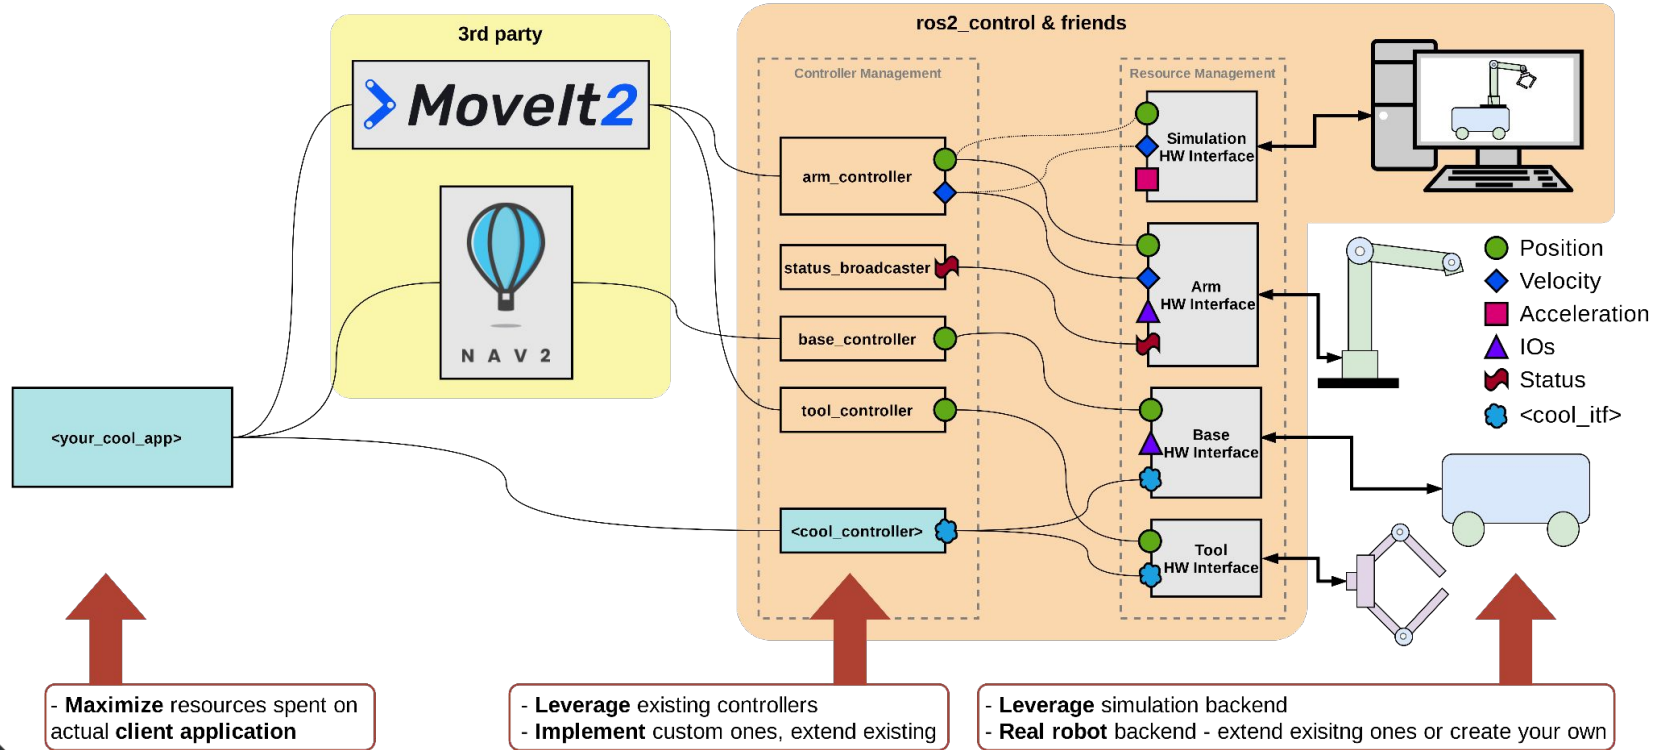 3rd party
MoveIt2
NAV2
<your_cool_app>
ros2_control & friends
Controller Management
arm_controller
status_broadcaster
base_controller
tool_controller
<cool_controller>
Resource Management
Simulation
HW Interface
Arm
HW Interface
Base
HW Interface
Tool
HW Interface
Position
Velocity
Acceleration
IOs
Status
<cool_itf>
- Maximize resources spent on
actual client application
- Leverage existing controllers
- Implement custom ones, extend existing
- Leverage simulation backend
- Real robot backend - extend exisitng ones or create your own